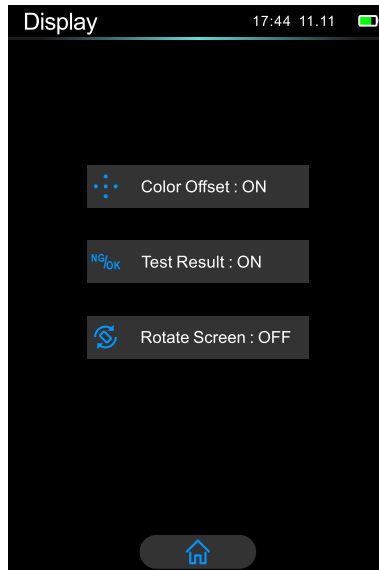 Display 17:44 11.11
Color Offset : ON
NG/OK Test Result : ON
Rotate Screen : OFF